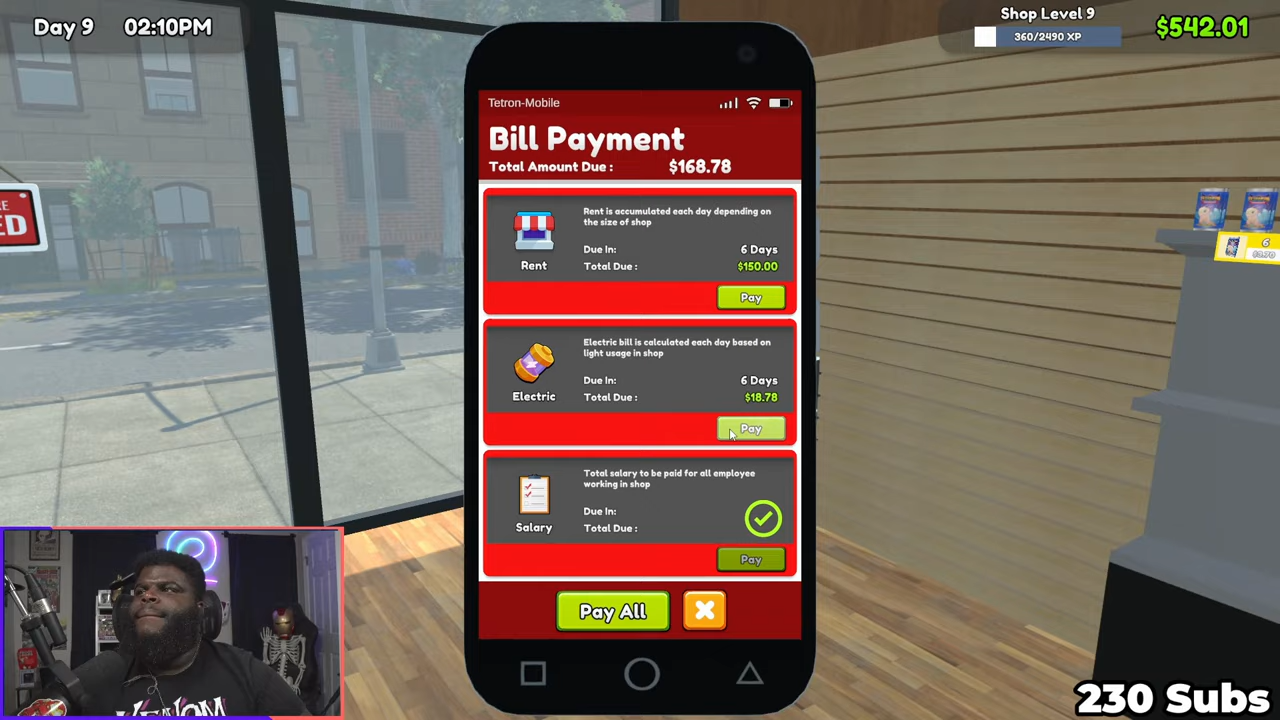 Day 9 02:10PM
Shop Level 9
360/2490 XP
$542.01
Tetron-Mobile
Bill Payment
Total Amount Due : $168.78
Rent is accumulated each day depending on
the size of shop
Due In: 6 Days
Total Due : $150.00
Rent
Pay
Electric bill is calculated each day based on
light usage in shop
Due In: 6 Days
Total Due : $18.78
Electric
Pay
Total salary to be paid for all employee
working in shop
Due In:
Total Due :
Salary
Pay
Pay All
6
VENOM
230 Subs